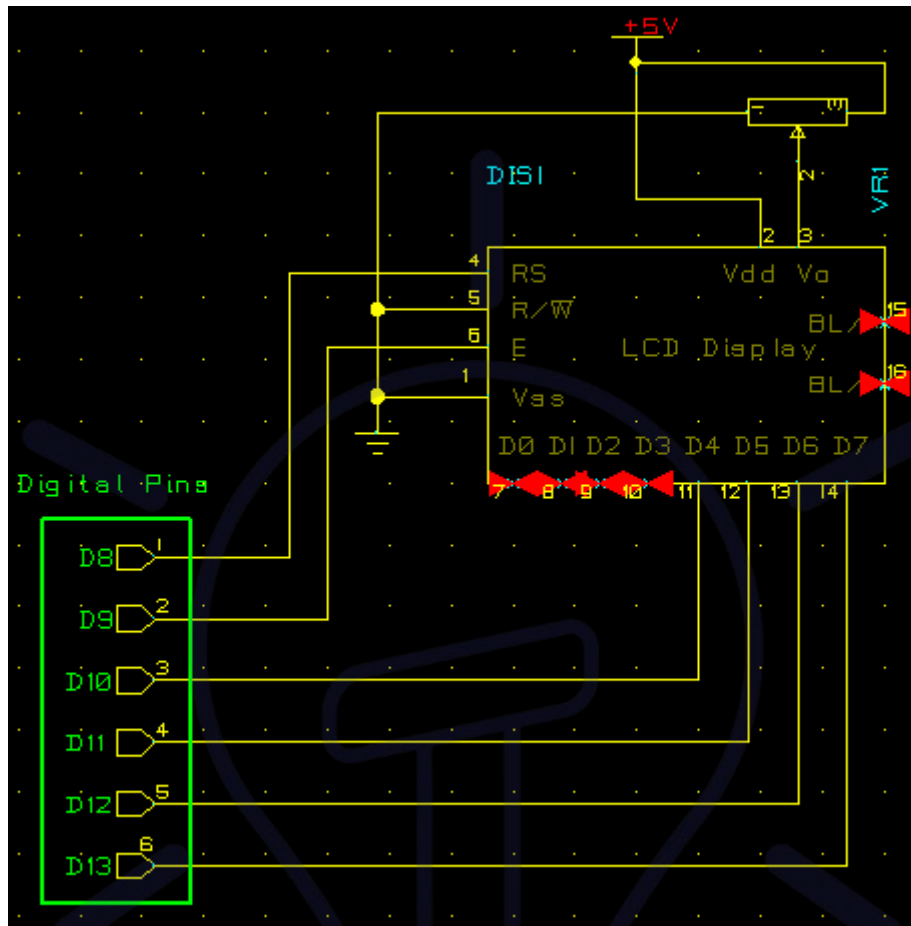 +5V
1 3
2
DIS1
VR1
2 3
4 RS Vdd Vo
5 R/W BL/ 15
6 E LCD Display
BL/ 16
1 Vss
D0 D1 D2 D3 D4 D5 D6 D7
7 8 9 10 11 12 13 14
Digital Pins
D8 1
D9 2
D10 3
D11 4
D12 5
D13 6